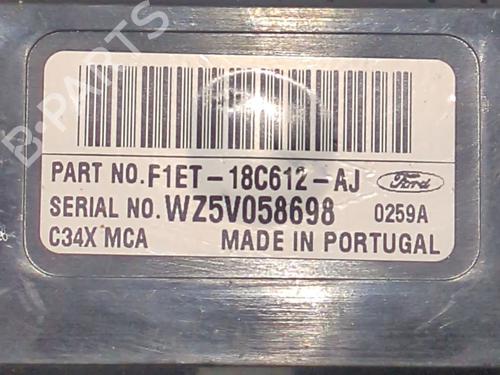 B-PARTS
PART NO. F1ET-18C612-AJ Ford
SERIAL NO. WZ5V058698 0259A
C34X MCA MADE IN PORTUGAL